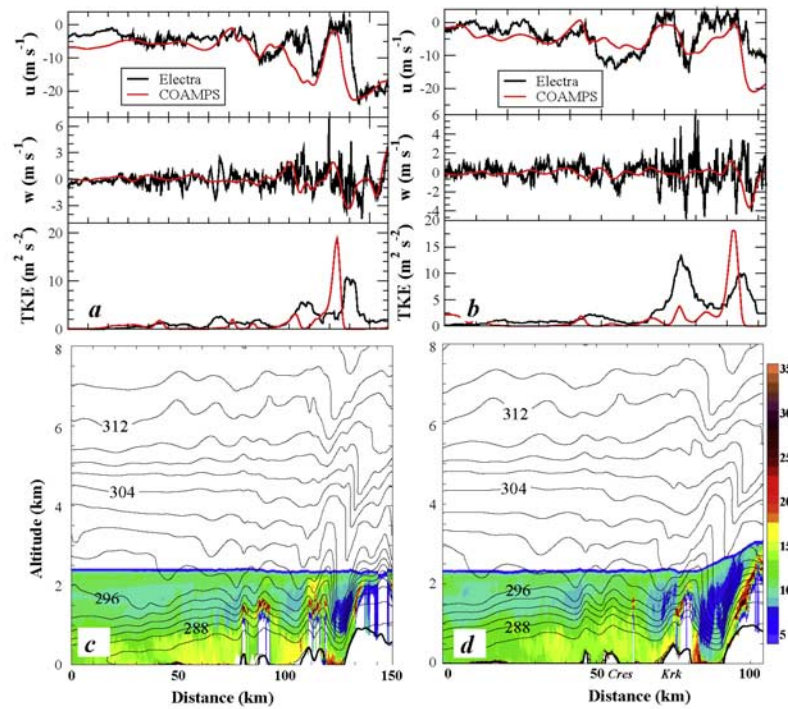 0
-10
-20
u (m s⁻¹)
Electra
COAMPS
6
3
0
-3
w (m s⁻¹)
20
10
0
TKE (m² s⁻²)
a
0
-10
-20
u (m s⁻¹)
Electra
COAMPS
6
4
2
0
-2
-4
w (m s⁻¹)
20
15
10
5
0
TKE (m² s⁻²)
b
8
6
4
2
0
Altitude (km)
312
304
296
288
c
0
50
100
150
Distance (km)
8
6
4
2
0
312
304
296
288
d
0
50
Cres
Krk
100
Distance (km)
35
30
25
20
15
10
5